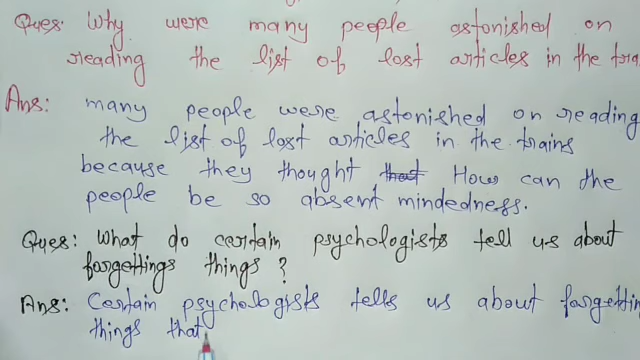 Ques: Why were many people astonished on
reading the list of lost articles in the tra
Ans: many people were astonished on reading
the list of lost articles in the trains
because they thought How can the
people be so absent mindedness.
Ques: What do certain psychologists tell us about
forgettings things ?
Ans: Certain psychologists tells us about forgettin
things that